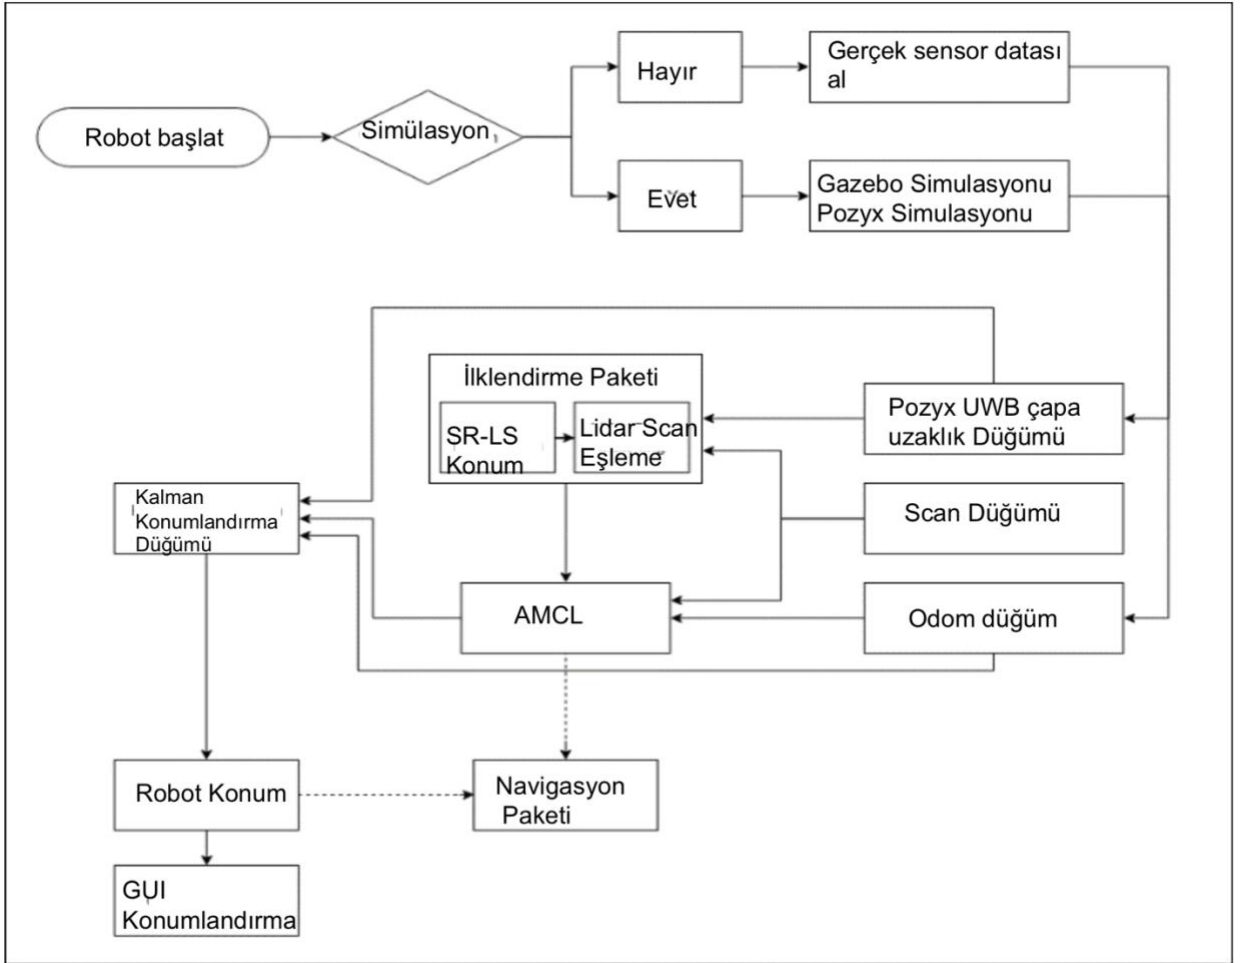 Hayır
Gerçek sensor datası
al
Robot başlat
Simülasyon
Evet
Gazebo Simulasyonu
Pozyx Simulasyonu
İlklendirme Paketi
SR-LS
Konum
Lidar Scan
Eşleme
Pozyx UWB çapa
uzaklık Düğümü
Kalman
Konumlandırma
Düğümü
Scan Düğümü
AMCL
Odom düğüm
Robot Konum
Navigasyon
Paketi
GUI
Konumlandırma